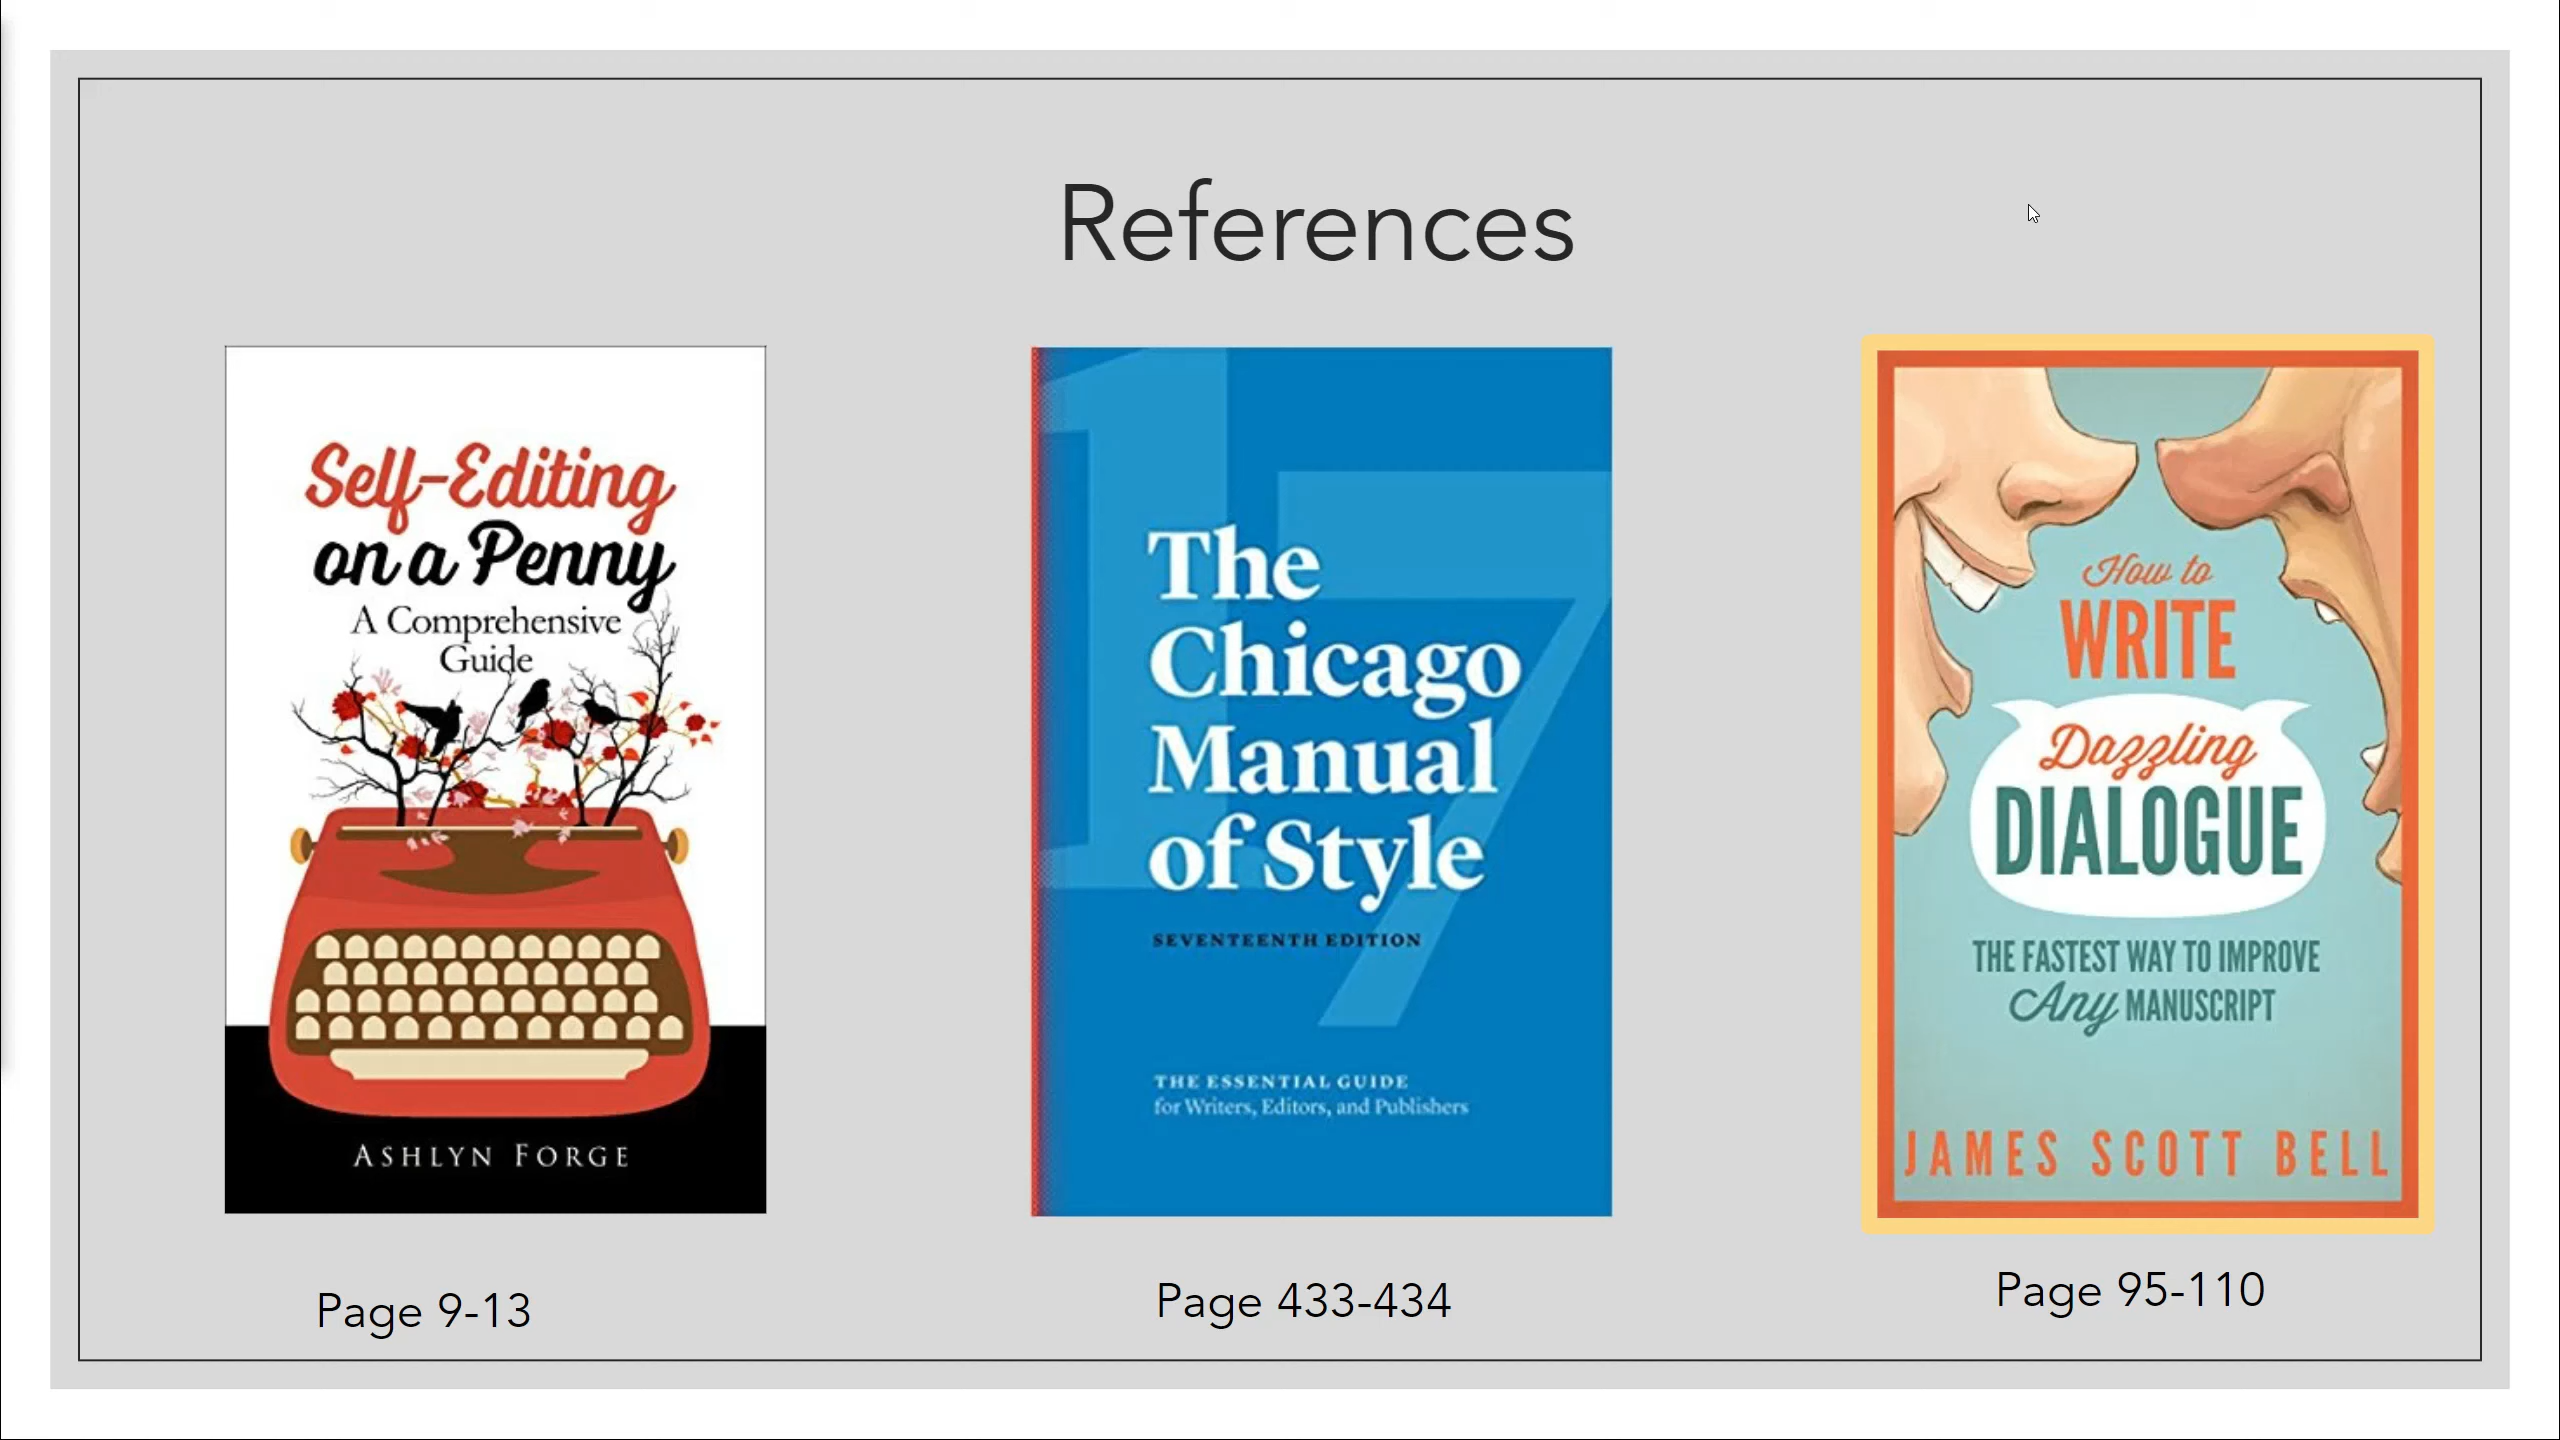 References
Self-Editing
on a Penny
A Comprehensive
Guide
ASHLYN FORGE
Page 9-13
17
The
Chicago
Manual
of Style
SEVENTEENTH EDITION
THE ESSENTIAL GUIDE
for Writers, Editors, and Publishers
Page 433-434
How to
WRITE
Dazzling
DIALOGUE
THE FASTEST WAY TO IMPROVE
Any MANUSCRIPT
JAMES SCOTT BELL
Page 95-110